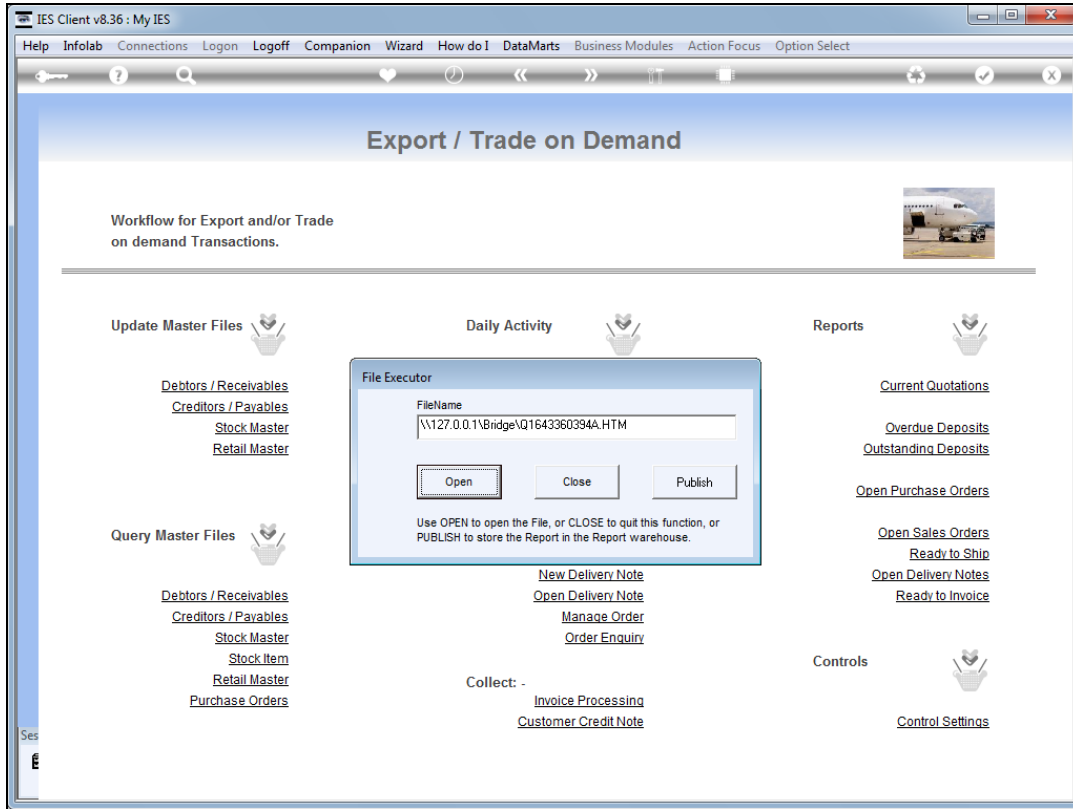 IES Client v8.36 : My IES
Help Infolab Connections Logon Logoff Companion Wizard How do I DataMarts Business Modules Action Focus Option Select
Export / Trade on Demand
Workflow for Export and/or Trade
on demand Transactions.
Update Master Files
Debtors / Receivables
Creditors / Payables
Stock Master
Retail Master
Query Master Files
Debtors / Receivables
Creditors / Payables
Stock Master
Stock Item
Retail Master
Purchase Orders
Daily Activity
File Executor
FileName
\\127.0.0.1\Bridge\Q1643360394A.HTM
Open Close Publish
Use OPEN to open the File, or CLOSE to quit this function, or
PUBLISH to store the Report in the Report warehouse.
New Delivery Note
Open Delivery Note
Manage Order
Order Enquiry
Collect: -
Invoice Processing
Customer Credit Note
Reports
Current Quotations
Overdue Deposits
Outstanding Deposits
Open Purchase Orders
Open Sales Orders
Ready to Ship
Open Delivery Notes
Ready to Invoice
Controls
Control Settings
Ses